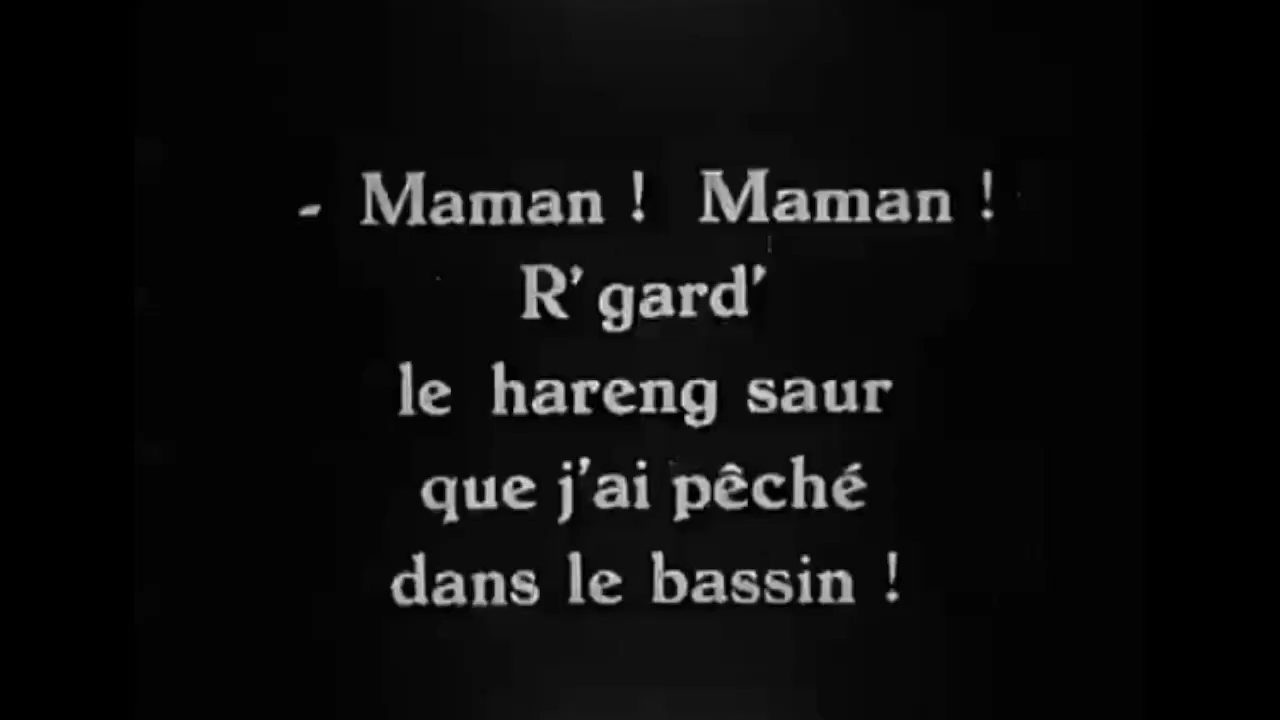 - Maman ! Maman !
R' gard'
le hareng saur
que j'ai pêché
dans le bassin !